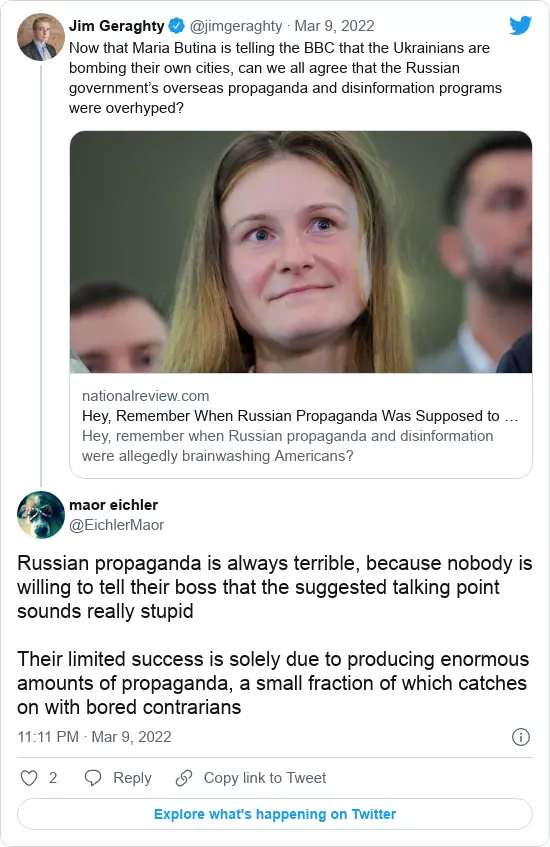 Jim Geraghty @jimgeraghty · Mar 9, 2022
Now that Maria Butina is telling the BBC that the Ukrainians are
bombing their own cities, can we all agree that the Russian
government's overseas propaganda and disinformation programs
were overhyped?
nationalreview.com
Hey, Remember When Russian Propaganda Was Supposed to …
Hey, remember when Russian propaganda and disinformation
were allegedly brainwashing Americans?
maor eichler
@EichlerMaor
Russian propaganda is always terrible, because nobody is
willing to tell their boss that the suggested talking point
sounds really stupid
Their limited success is solely due to producing enormous
amounts of propaganda, a small fraction of which catches
on with bored contrarians
11:11 PM · Mar 9, 2022
2 Reply Copy link to Tweet
Explore what's happening on Twitter